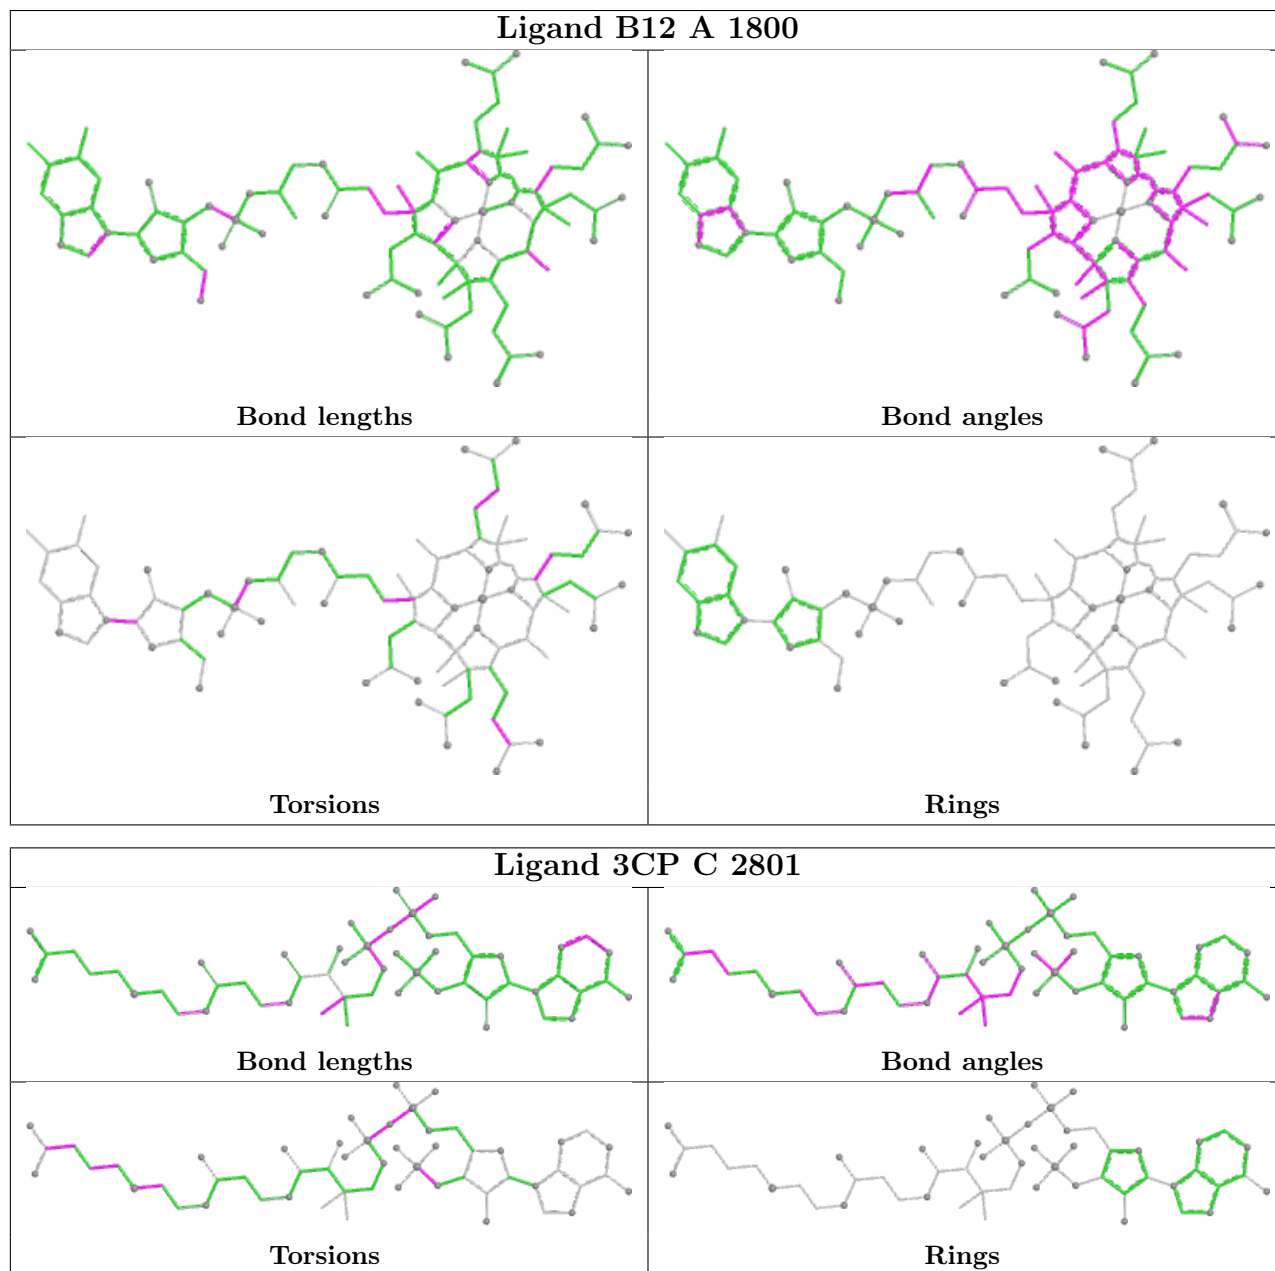 Ligand B12 A 1800
Bond lengths
Bond angles
Torsions
Rings
Ligand 3CP C 2801
Bond lengths
Bond angles
Torsions
Rings